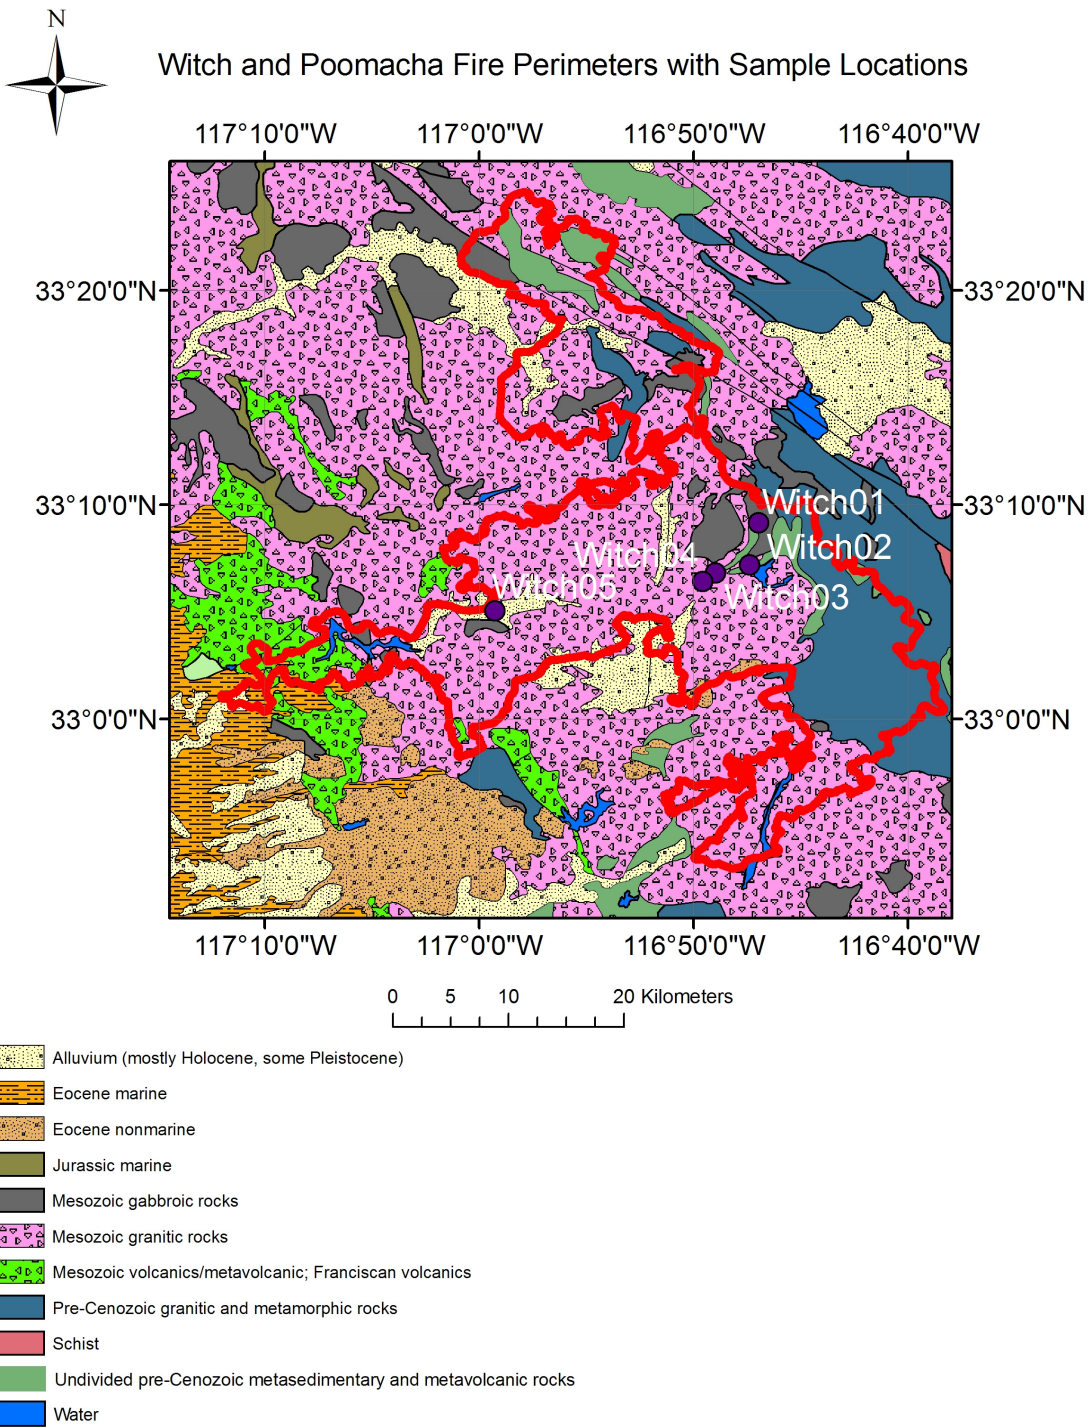 N
Witch and Poomacha Fire Perimeters with Sample Locations
117°10'0"W 117°0'0"W 116°50'0"W 116°40'0"W
33°20'0"N 33°20'0"N
33°10'0"N 33°10'0"N
Witch01
Witch02
Witch04
Witch05
Witch03
33°0'0"N 33°0'0"N
117°10'0"W 117°0'0"W 116°50'0"W 116°40'0"W
0 5 10 20 Kilometers
Alluvium (mostly Holocene, some Pleistocene)
Eocene marine
Eocene nonmarine
Jurassic marine
Mesozoic gabbroic rocks
Mesozoic granitic rocks
Mesozoic volcanics/metavolcanic; Franciscan volcanics
Pre-Cenozoic granitic and metamorphic rocks
Schist
Undivided pre-Cenozoic metasedimentary and metavolcanic rocks
Water